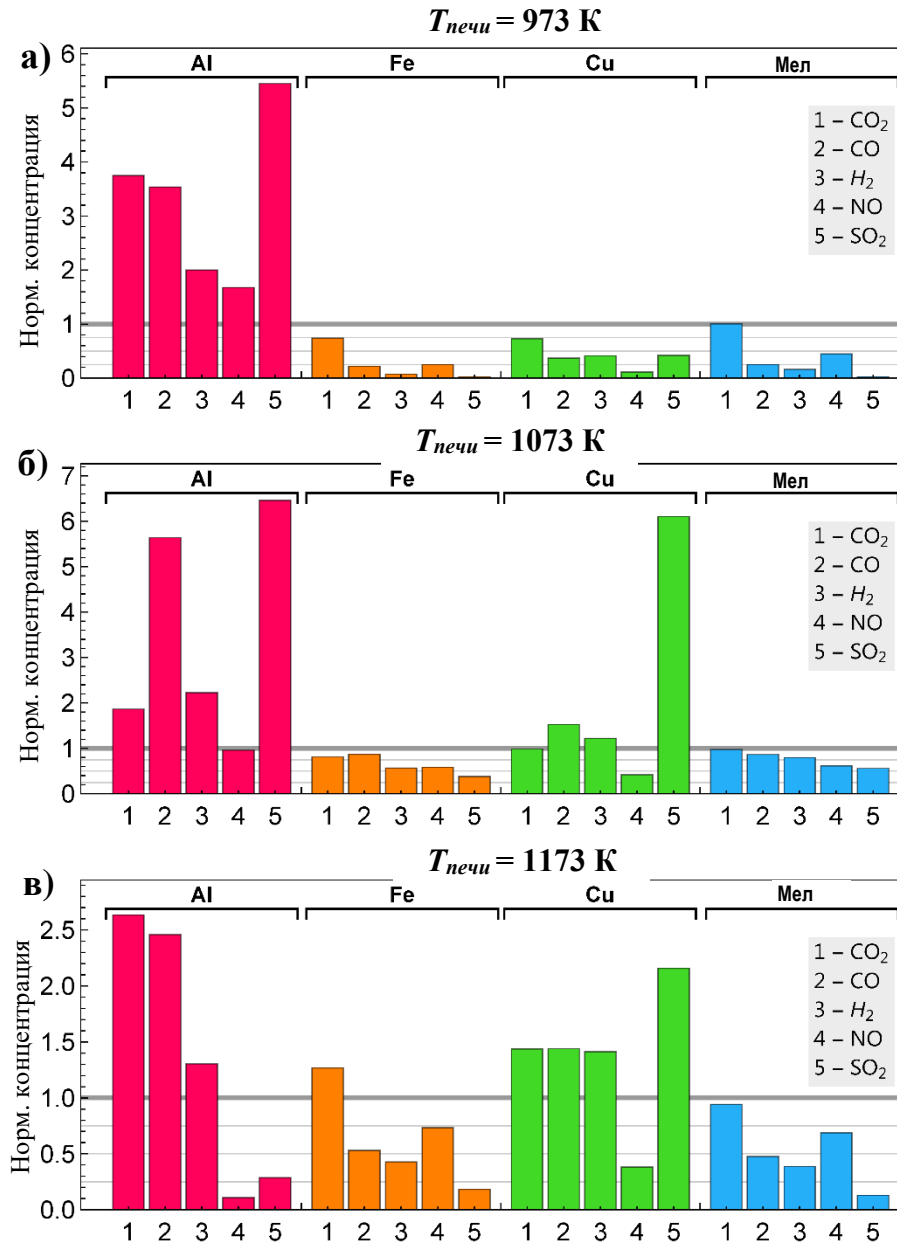 Tпечи = 973 К
а)
Al Fe Cu Мел
Норм. концентрация
6
5
4
3
2
1
0
1 – CO2
2 – CO
3 – H2
4 – NO
5 – SO2
1 2 3 4 5 1 2 3 4 5 1 2 3 4 5 1 2 3 4 5
Tпечи = 1073 К
б)
Al Fe Cu Мел
Норм. концентрация
7
6
5
4
3
2
1
0
1 – CO2
2 – CO
3 – H2
4 – NO
5 – SO2
1 2 3 4 5 1 2 3 4 5 1 2 3 4 5 1 2 3 4 5
Tпечи = 1173 К
в)
Al Fe Cu Мел
Норм. концентрация
2.5
2.0
1.5
1.0
0.5
0.0
1 – CO2
2 – CO
3 – H2
4 – NO
5 – SO2
1 2 3 4 5 1 2 3 4 5 1 2 3 4 5 1 2 3 4 5